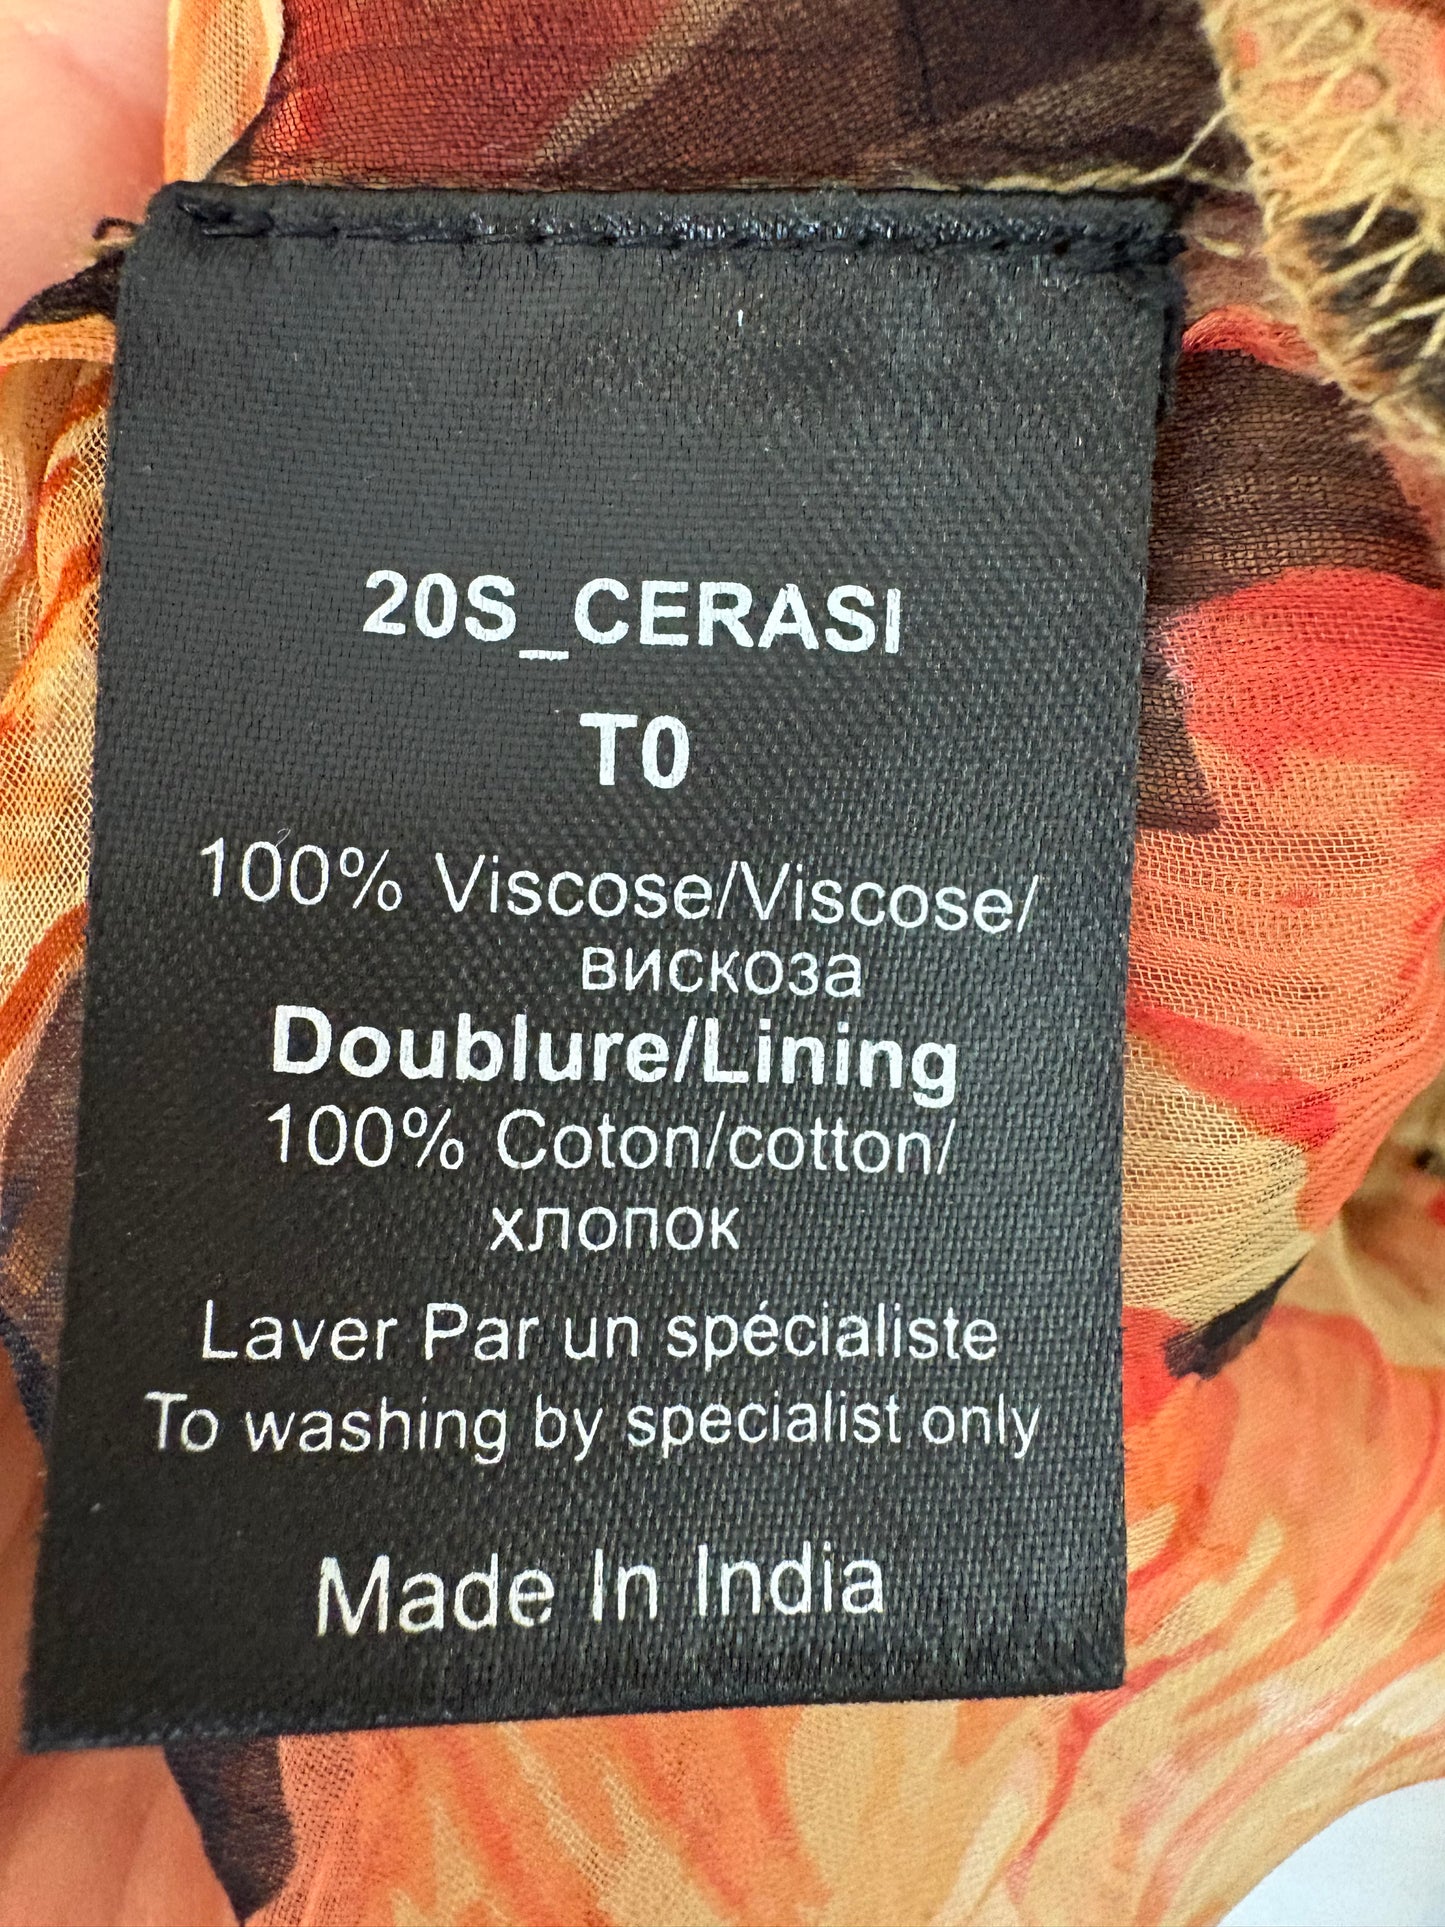 20S_CERASI
T0
100% Viscose/Viscose/
вискоза
Doublure/Lining
100% Coton/cotton/
хлопок
Laver Par un spécialiste
To washing by specialist only
Made In India